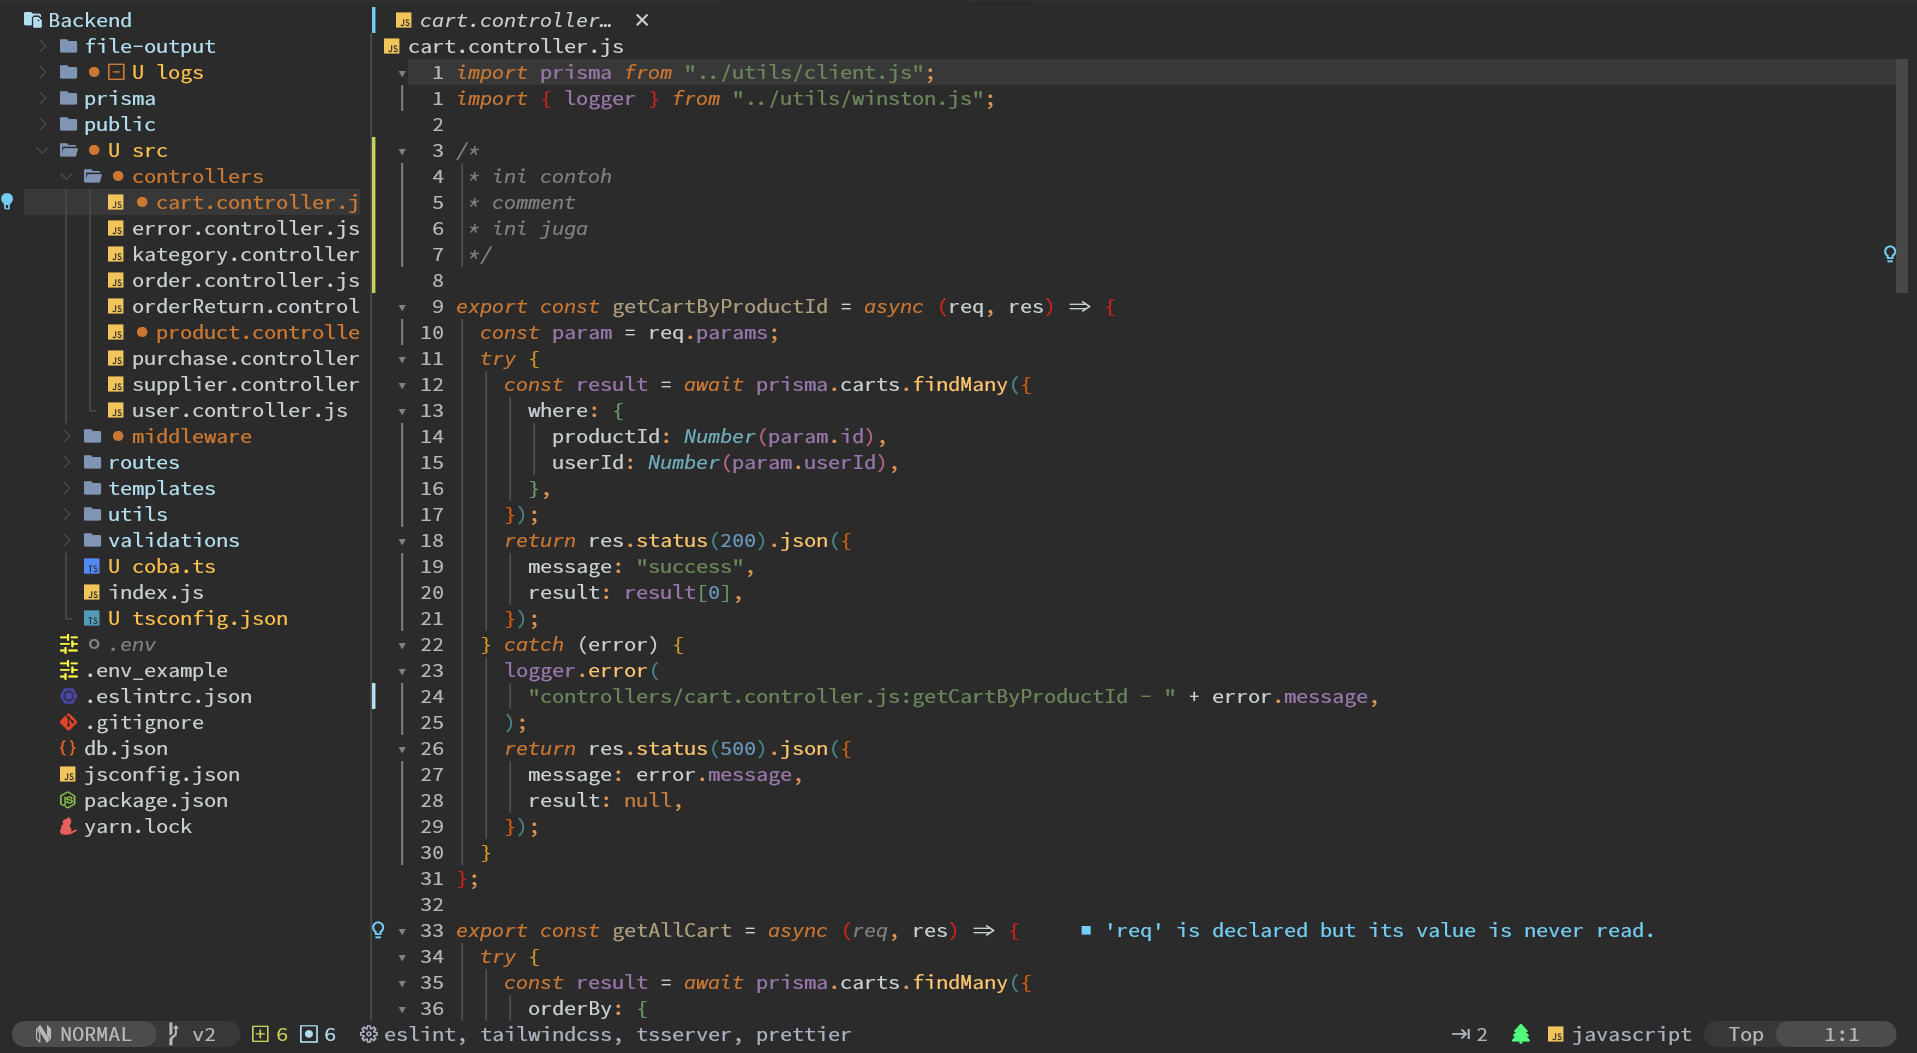 Backend
file-output
U logs
prisma
public
U src
controllers
cart.controller.j
error.controller.js
kategory.controller
order.controller.js
orderReturn.control
product.controlle
purchase.controller
supplier.controller
user.controller.js
middleware
routes
templates
utils
validations
U coba.ts
index.js
U tsconfig.json
.env
.env_example
.eslintrc.json
.gitignore
db.json
jsconfig.json
package.json
yarn.lock
cart.controller… ✕
cart.controller.js
1 import prisma from "../utils/client.js";
1 import { logger } from "../utils/winston.js";
2
3 /*
4 * ini contoh
5 * comment
6 * ini juga
7 */
8
9 export const getCartByProductId = async (req, res) => {
10 const param = req.params;
11 try {
12 const result = await prisma.carts.findMany({
13 where: {
14 productId: Number(param.id),
15 userId: Number(param.userId),
16 },
17 });
18 return res.status(200).json({
19 message: "success",
20 result: result[0],
21 });
22 } catch (error) {
23 logger.error(
24 "controllers/cart.controller.js:getCartByProductId - " + error.message,
25 );
26 return res.status(500).json({
27 message: error.message,
28 result: null,
29 });
30 }
31 };
32
33 export const getAllCart = async (req, res) => { ■ 'req' is declared but its value is never read.
34 try {
35 const result = await prisma.carts.findMany({
36 orderBy: {
NORMAL v2 6 6 eslint, tailwindcss, tsserver, prettier 2 JS javascript Top 1:1